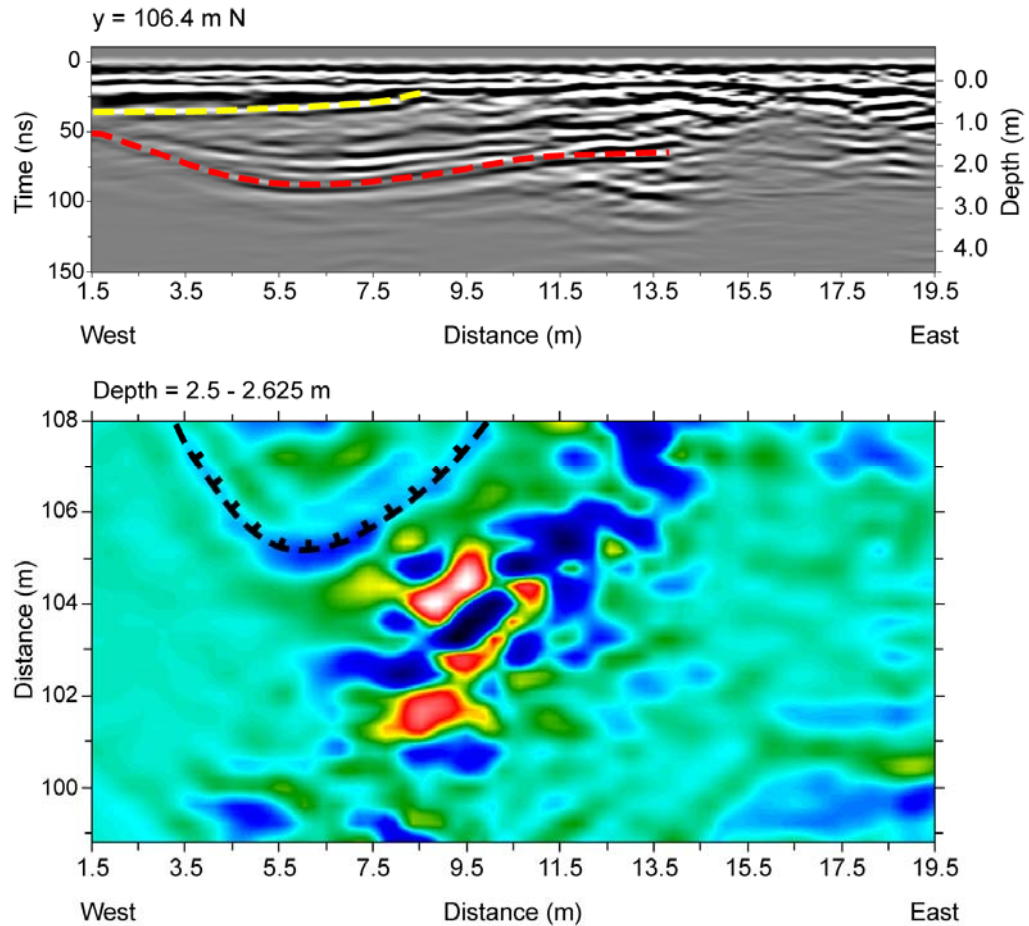 y = 106.4 m N
0
50
100
150
Time (ns)
0.0
1.0
2.0
3.0
4.0
Depth (m)
1.5 3.5 5.5 7.5 9.5 11.5 13.5 15.5 17.5 19.5
West Distance (m) East
Depth = 2.5 - 2.625 m
108
106
104
102
100
Distance (m)
1.5 3.5 5.5 7.5 9.5 11.5 13.5 15.5 17.5 19.5
West Distance (m) East